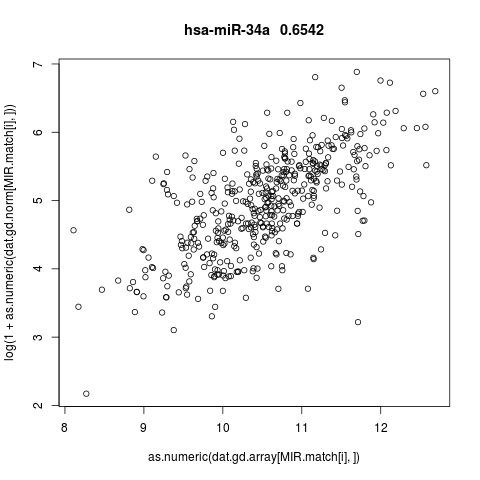 hsa-miR-34a 0.6542
log(1 + as.numeric(dat.gd.norm[MIR.match[i], ]))
7
6
5
4
3
2
8 9 10 11 12
as.numeric(dat.gd.array[MIR.match[i], ])